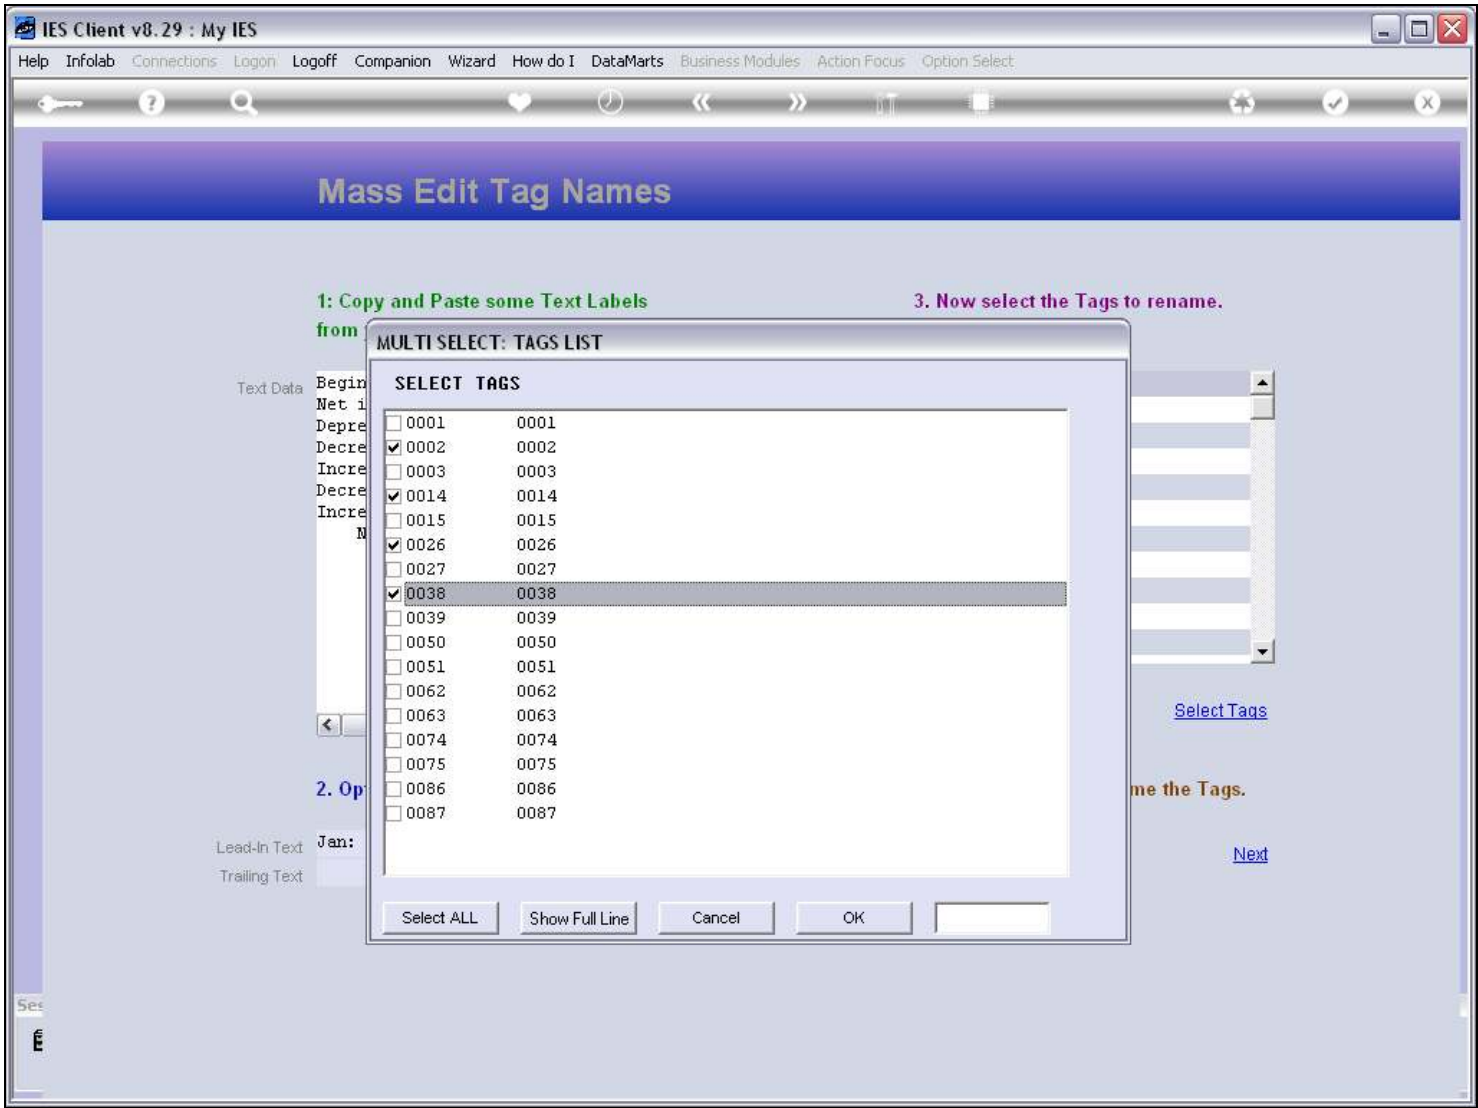 IES Client v8.29 : My IES
Help Infolab Connections Logon Logoff Companion Wizard How do I DataMarts Business Modules Action Focus Option Select
Mass Edit Tag Names
1: Copy and Paste some Text Labels
from
3. Now select the Tags to rename.
MULTI SELECT: TAGS LIST
SELECT TAGS
Text Data
Begin
Net i
Depre
Decre
Incre
Decre
Incre
N
0001 0001
0002 0002
0003 0003
0014 0014
0015 0015
0026 0026
0027 0027
0038 0038
0039 0039
0050 0050
0051 0051
0062 0062
0063 0063
0074 0074
0075 0075
0086 0086
0087 0087
Select Tags
2. Op
me the Tags.
Lead-In Text Jan:
Trailing Text
Next
Select ALL Show Full Line Cancel OK
Ses